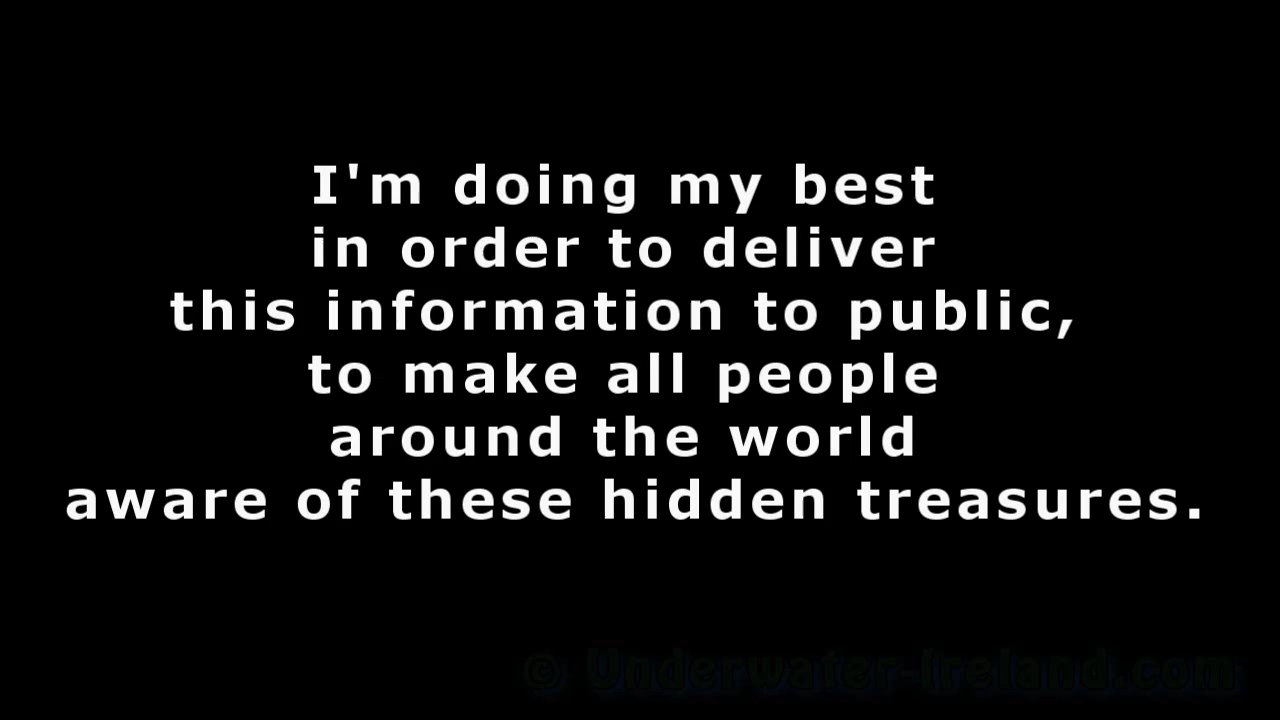 I'm doing my best
in order to deliver
this information to public,
to make all people
around the world
aware of these hidden treasures.
© Underwater-Ireland.com